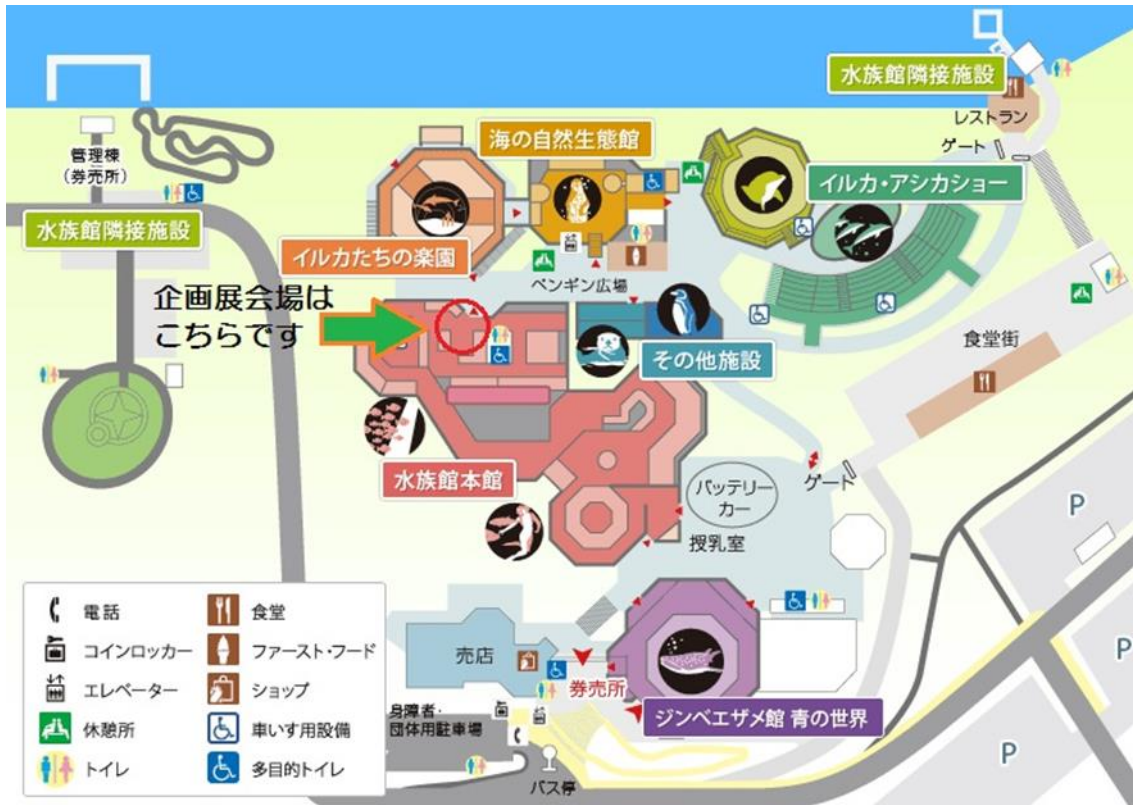 水族館隣接施設
レストラン
ゲート
海の自然生態館
管理棟
(券売所)
イルカ・アシカショー
水族館隣接施設
イルカたちの楽園
ペンギン広場
企画展会場は
こちらです
その他施設
食堂街
水族館本館
バッテリー
カー
ゲート
授乳室
P
P
P
売店
券売所
ジンベエザメ館 青の世界
身障者・
団体用駐車場
バス停
電話
食堂
コインロッカー
ファースト・フード
エレベーター
ショップ
休憩所
車いす用設備
トイレ
多目的トイレ